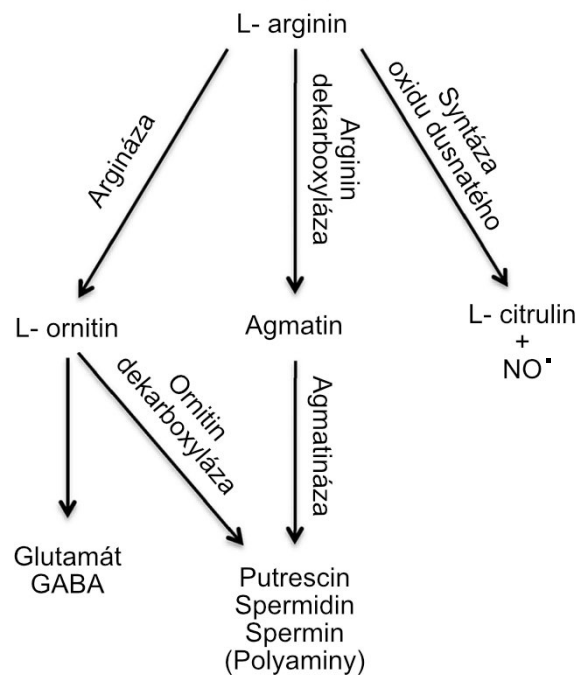 L- arginin
Argináza
Arginin
dekarboxyláza
Syntáza
oxidu dusnatého
L- ornitin
Agmatin
L- citrulin
+
NO▪
Ornitin
dekarboxyláza
Agmatináza
Glutamát
GABA
Putrescin
Spermidin
Spermin
(Polyaminy)